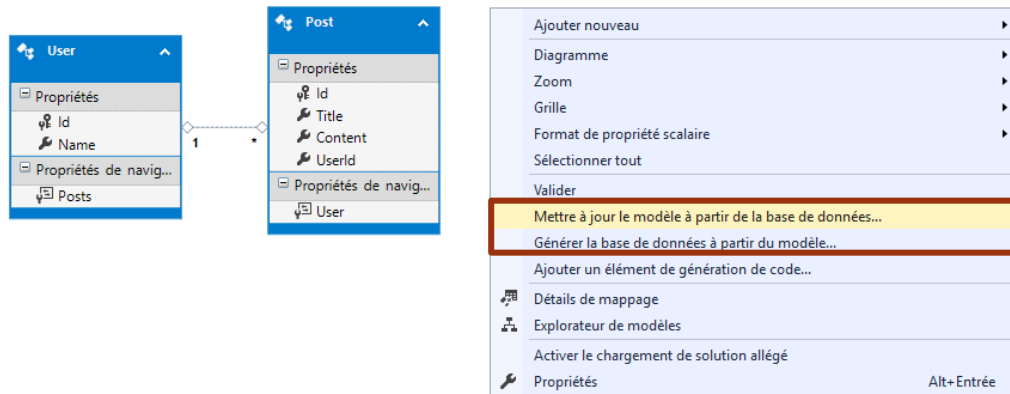 User
Propriétés
Id
Name
Propriétés de navig...
Posts
1
*
Post
Propriétés
Id
Title
Content
UserId
Propriétés de navig...
User
Ajouter nouveau
Diagramme
Zoom
Grille
Format de propriété scalaire
Sélectionner tout
Valider
Mettre à jour le modèle à partir de la base de données...
Générer la base de données à partir du modèle...
Ajouter un élément de génération de code...
Détails de mappage
Explorateur de modèles
Activer le chargement de solution allégé
Propriétés Alt+Entrée